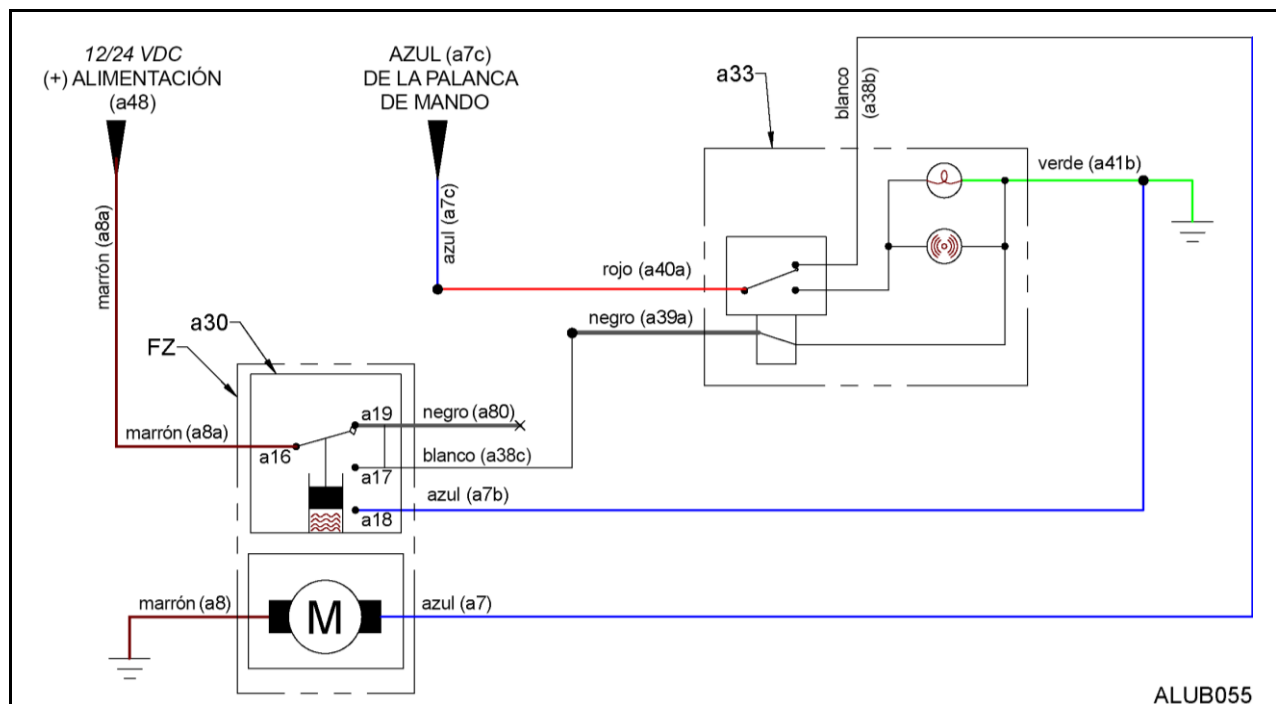 12/24 VDC
(+) ALIMENTACIÓN
(a48)
AZUL (a7c)
DE LA PALANCA
DE MANDO
a33
blanco
(a38b)
verde (a41b)
marrón (a8a)
azul (a7c)
rojo (a40a)
negro (a39a)
a30
FZ
a19
negro (a80)
marrón (a8a)
a16
blanco (a38c)
a17
azul (a7b)
a18
marrón (a8)
M
azul (a7)
ALUB055